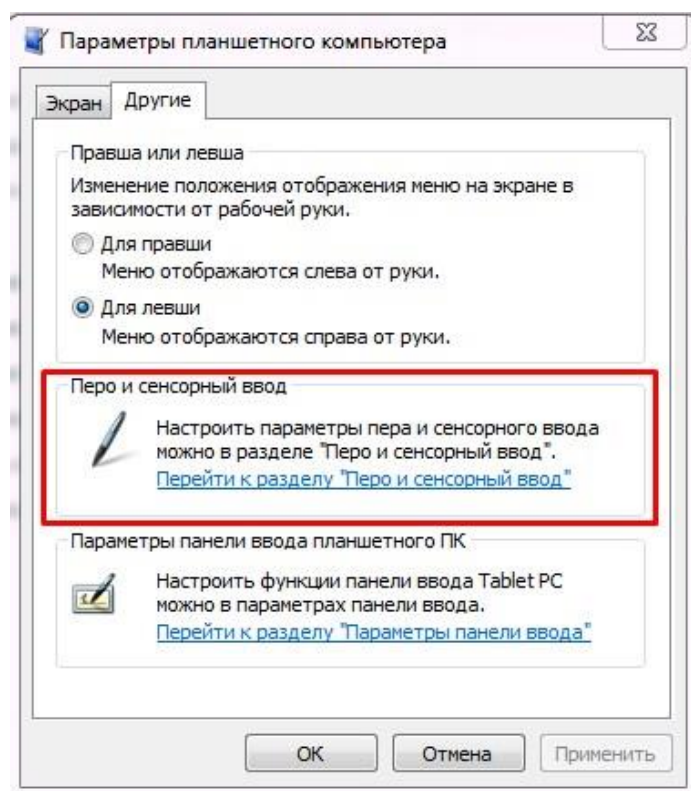 Параметры планшетного компьютера
Экран
Другие
Правша или левша
Изменение положения отображения меню на экране в
зависимости от рабочей руки.
Для правши
Меню отображаются слева от руки.
Для левши
Меню отображаются справа от руки.
Перо и сенсорный ввод
Настроить параметры пера и сенсорного ввода
можно в разделе "Перо и сенсорный ввод".
Перейти к разделу "Перо и сенсорный ввод"
Параметры панели ввода планшетного ПК
Настроить функции панели ввода Tablet PC
можно в параметрах панели ввода.
Перейти к разделу "Параметры панели ввода"
ОК
Отмена
Применить